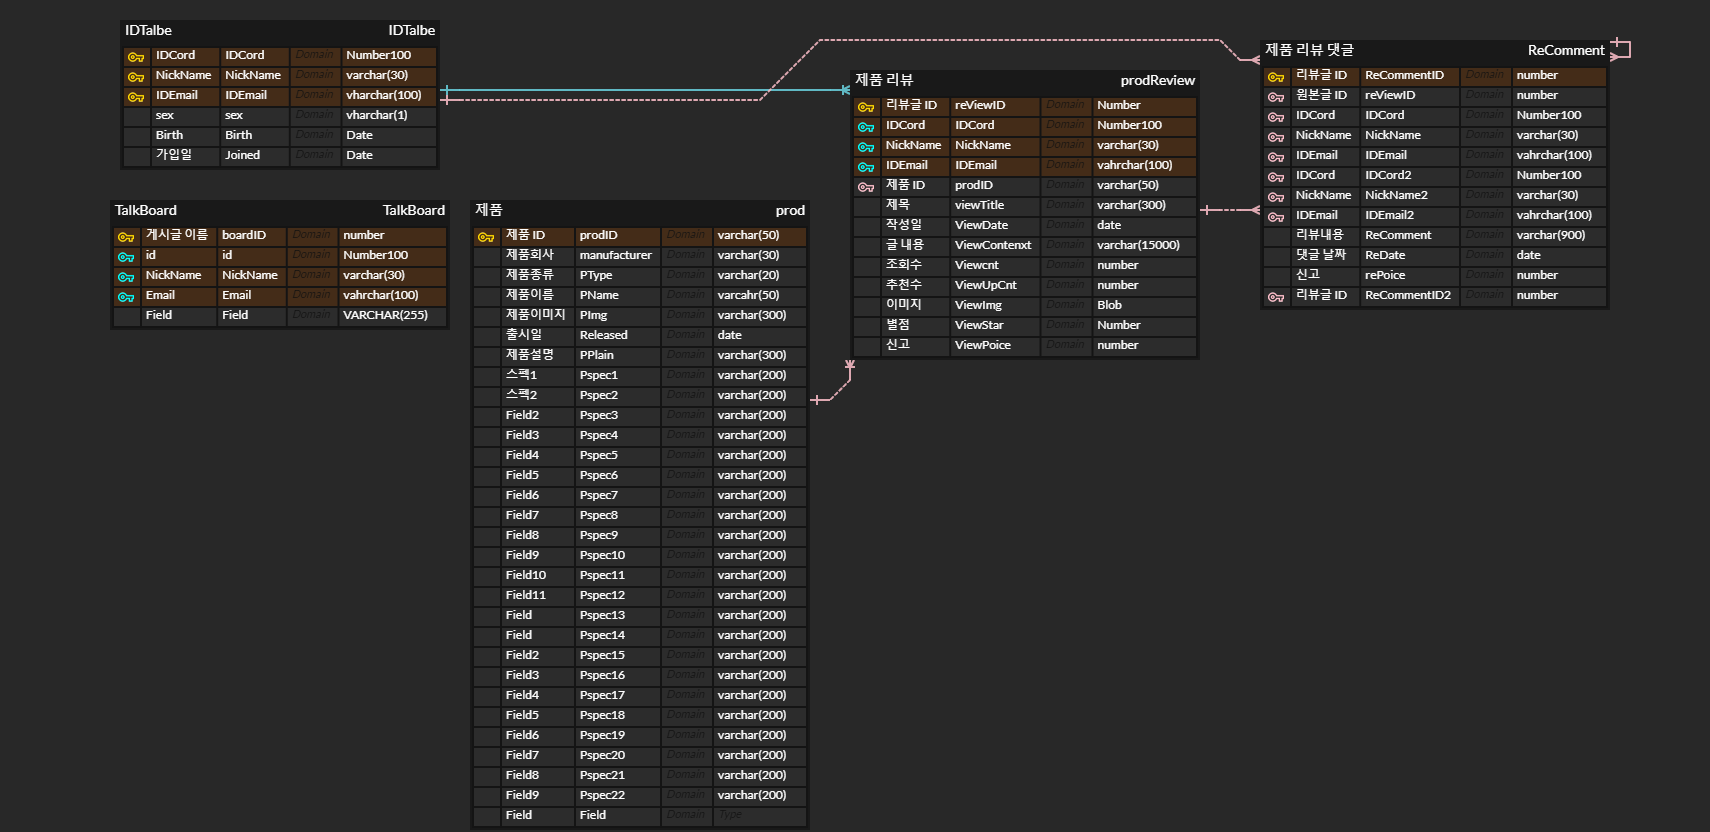 IDTalbe IDTalbe
IDCord IDCord Domain Number100
NickName NickName Domain varchar(30)
IDEmail IDEmail Domain vharchar(100)
sex sex Domain vharchar(1)
Birth Birth Domain Date
가입일 Joined Domain Date
TalkBoard TalkBoard
게시글 이름 boardID Domain number
id id Domain Number100
NickName NickName Domain varchar(30)
Email Email Domain vahrchar(100)
Field Field Domain VARCHAR(255)
제품 prod
제품 ID prodID Domain varchar(50)
제품회사 manufacturer Domain varchar(30)
제품종류 PType Domain varchar(20)
제품이름 PName Domain varcahr(50)
제품이미지 PImg Domain varchar(300)
출시일 Released Domain date
제품설명 PPlain Domain varchar(300)
스펙1 Pspec1 Domain varchar(200)
스펙2 Pspec2 Domain varchar(200)
Field2 Pspec3 Domain varchar(200)
Field3 Pspec4 Domain varchar(200)
Field4 Pspec5 Domain varchar(200)
Field5 Pspec6 Domain varchar(200)
Field6 Pspec7 Domain varchar(200)
Field7 Pspec8 Domain varchar(200)
Field8 Pspec9 Domain varchar(200)
Field9 Pspec10 Domain varchar(200)
Field10 Pspec11 Domain varchar(200)
Field11 Pspec12 Domain varchar(200)
Field Pspec13 Domain varchar(200)
Field Pspec14 Domain varchar(200)
Field2 Pspec15 Domain varchar(200)
Field3 Pspec16 Domain varchar(200)
Field4 Pspec17 Domain varchar(200)
Field5 Pspec18 Domain varchar(200)
Field6 Pspec19 Domain varchar(200)
Field7 Pspec20 Domain varchar(200)
Field8 Pspec21 Domain varchar(200)
Field9 Pspec22 Domain varchar(200)
Field Field Domain Type
제품 리뷰 prodReview
리뷰글 ID reViewID Domain Number
IDCord IDCord Domain Number100
NickName NickName Domain varchar(30)
IDEmail IDEmail Domain vahrchar(100)
제품 ID prodID Domain varchar(50)
제목 viewTitle Domain varchar(300)
작성일 ViewDate Domain date
글 내용 ViewContenxt Domain varchar(15000)
조회수 Viewcnt Domain number
추천수 ViewUpCnt Domain number
이미지 ViewImg Domain Blob
별점 ViewStar Domain Number
신고 ViewPoice Domain number
제품 리뷰 댓글 ReComment
리뷰글 ID ReCommentID Domain number
원본글 ID reViewID Domain number
IDCord IDCord Domain Number100
NickName NickName Domain varchar(30)
IDEmail IDEmail Domain vahrchar(100)
IDCord IDCord2 Domain Number100
NickName NickName2 Domain varchar(30)
IDEmail IDEmail2 Domain vahrchar(100)
리뷰내용 ReComment Domain varchar(900)
댓글 날짜 ReDate Domain date
신고 rePoice Domain number
리뷰글 ID ReCommentID2 Domain number